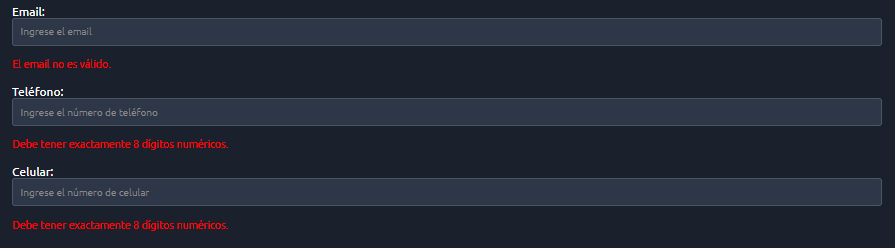 Email:
Ingrese el email
El email no es válido.
Teléfono:
Ingrese el número de teléfono
Debe tener exactamente 8 dígitos numéricos.
Celular:
Ingrese el número de celular
Debe tener exactamente 8 dígitos numéricos.